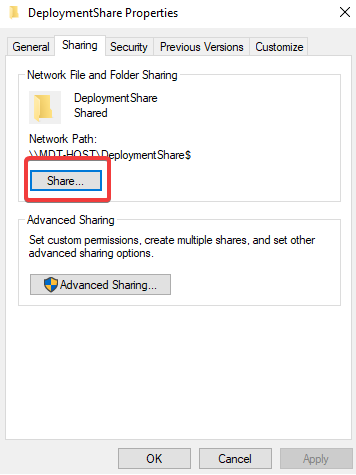 DeploymentShare Properties
General
Sharing
Security
Previous Versions
Customize
Network File and Folder Sharing
DeploymentShare
Shared
Network Path:
\\MDT-HOST\DeploymentShare$
Share...
Advanced Sharing
Set custom permissions, create multiple shares, and set other
advanced sharing options.
Advanced Sharing...
OK
Cancel
Apply